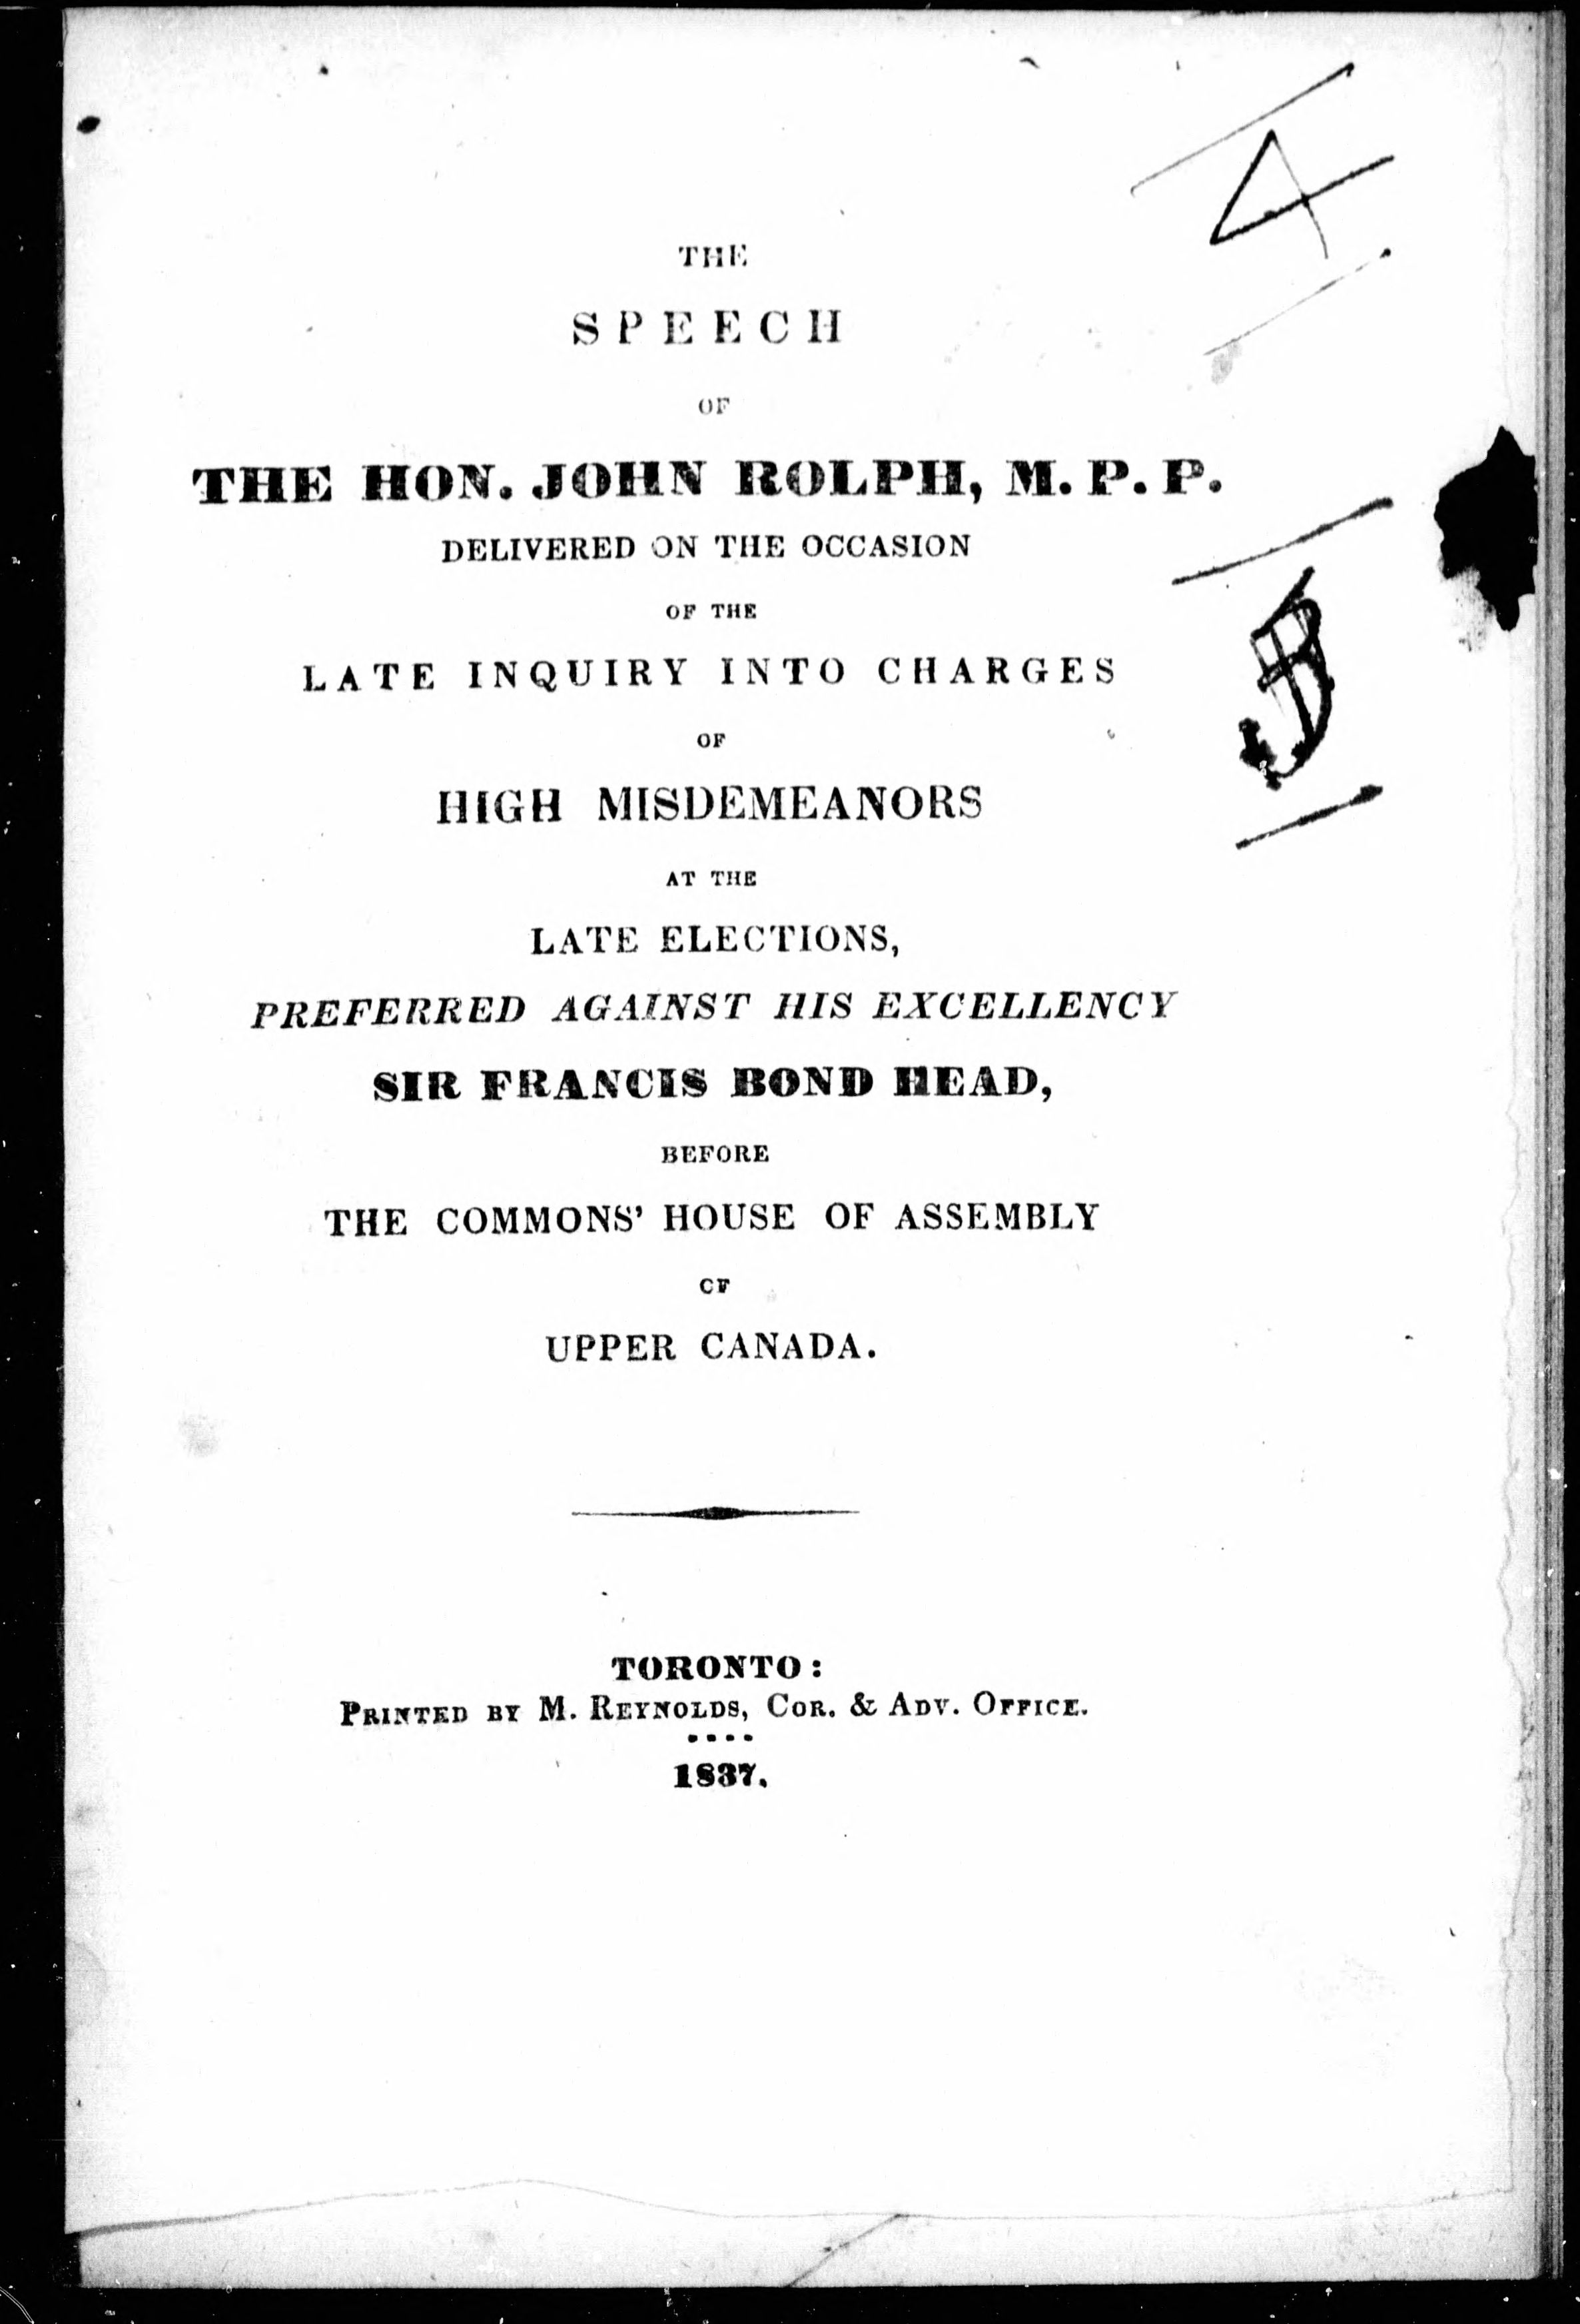 THE
SPEECH
OF
THE HON. JOHN ROLPH, M. P. P.
DELIVERED ON THE OCCASION
OF THE
LATE INQUIRY INTO CHARGES
OF
HIGH MISDEMEANORS
AT THE
LATE ELECTIONS,
PREFERRED AGAINST HIS EXCELLENCY
SIR FRANCIS BOND HEAD,
BEFORE
THE COMMONS' HOUSE OF ASSEMBLY
OF
UPPER CANADA.
TORONTO:
PRINTED BY M. REYNOLDS, COR. & ADV. OFFICE.
1837.
4